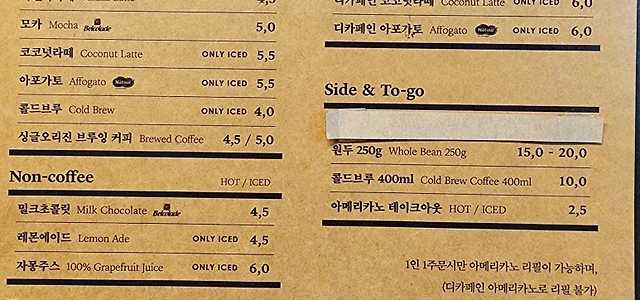 모카 Mocha Belcolade 5,0
코코넛라떼 Coconut Latte ONLY ICED 5,5
아포가토 Affogato Natural ONLY ICED 5,5
콜드브루 Cold Brew ONLY ICED 4,0
싱글오리진 브루잉 커피 Brewed Coffee 4,5 / 5,0
Non-coffee HOT / ICED
밀크초콜릿 Milk Chocolate Belcolade 4,5
레몬에이드 Lemon Ade ONLY ICED 4,5
자몽주스 100% Grapefruit Juice ONLY ICED 6,0
디카페인 코코넛라떼 Coconut Latte ONLY ICED 6,0
디카페인 아포가토 Affogato Natural ONLY ICED 6,0
Side & To-go
원두 250g Whole Bean 250g 15,0 - 20,0
콜드브루 400ml Cold Brew Coffee 400ml 10,0
아메리카노 테이크아웃 HOT / ICED 2,5
1인 1주문시만 아메리카노 리필이 가능하며,
(디카페인 아메리카노로 리필 불가)